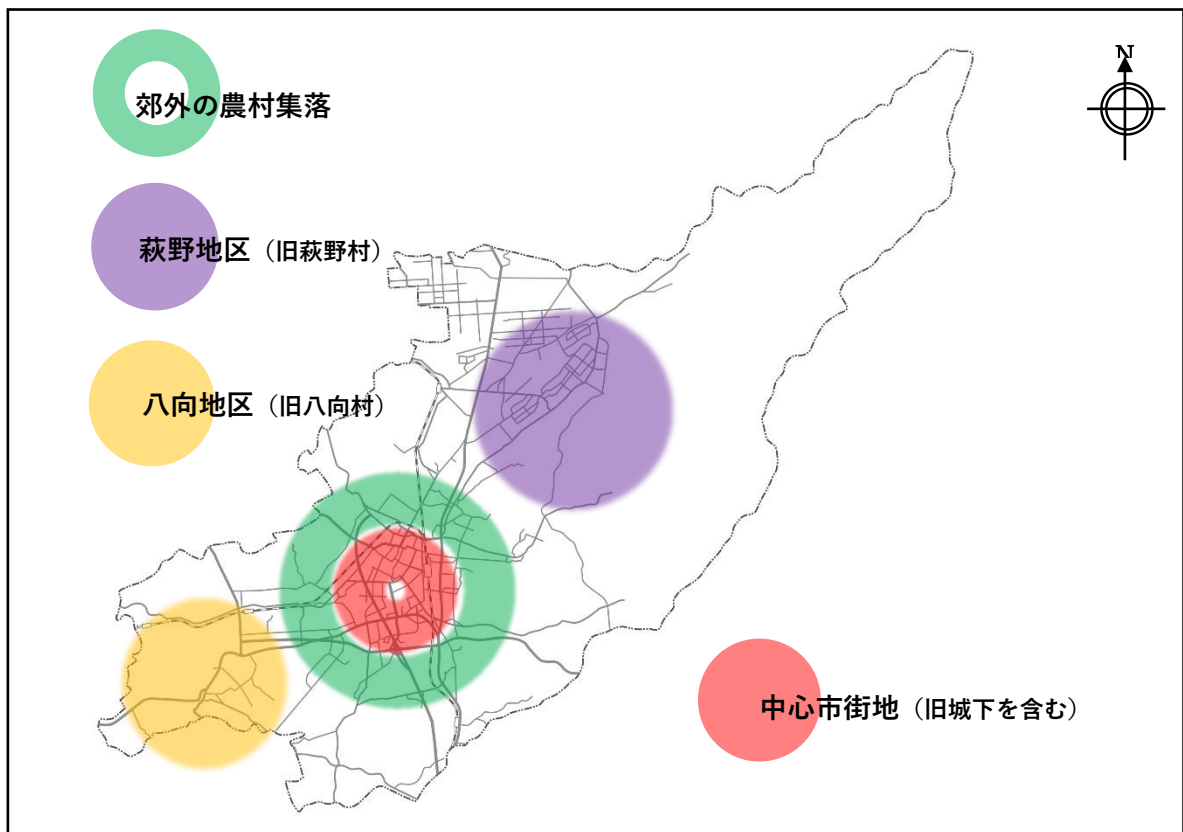 N
郊外の農村集落
萩野地区（旧萩野村）
八向地区（旧八向村）
中心市街地（旧城下を含む）